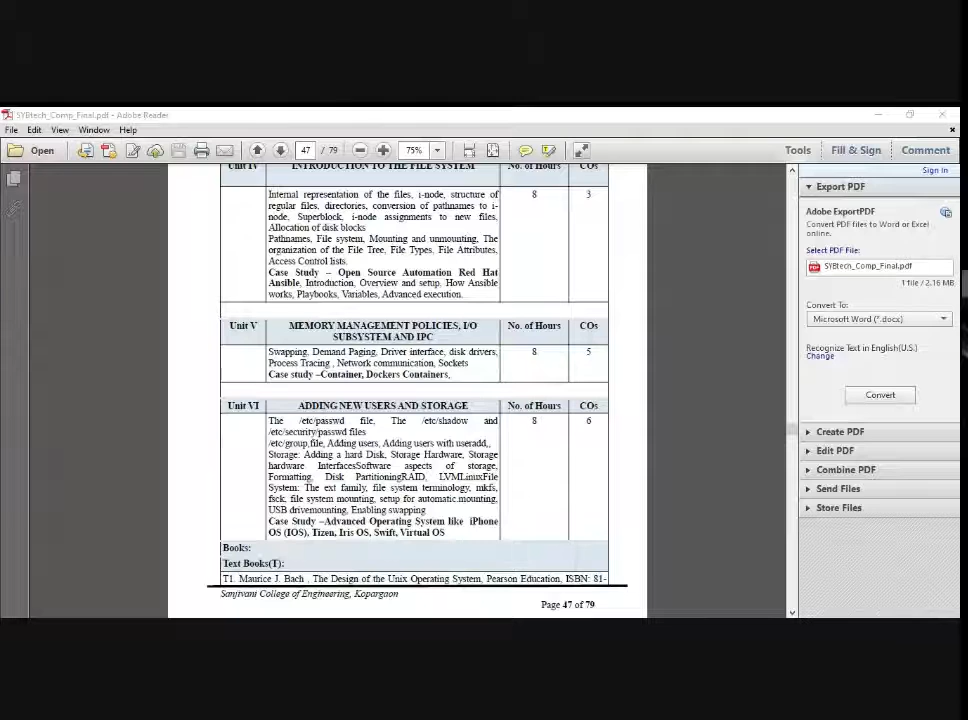 SYBtech_Comp_Final.pdf - Adobe Reader
File Edit View Window Help
Open 47 / 79 75% Tools Fill & Sign Comment
Sign In
Unit IV INTRODUCTION TO THE FILE SYSTEM No. of Hours COs
Internal representation of the files, i-node, structure of 8 3
regular files, directories, conversion of pathnames to i-
node, Superblock, i-node assignments to new files,
Allocation of disk blocks
Pathnames, File system, Mounting and unmounting, The
organization of the File Tree, File Types, File Attributes,
Access Control lists.
Case Study – Open Source Automation Red Hat
Ansible, Introduction, Overview and setup, How Ansible
works, Playbooks, Variables, Advanced execution.
Unit V MEMORY MANAGEMENT POLICIES, I/O No. of Hours COs
SUBSYSTEM AND IPC
Swapping, Demand Paging, Driver interface, disk drivers, 8 5
Process Tracing , Network communication, Sockets
Case study –Container, Dockers Containers,
Unit VI ADDING NEW USERS AND STORAGE No. of Hours COs
The /etc/passwd file, The /etc/shadow and 8 6
/etc/security/passwd files
/etc/group,file, Adding users, Adding users with useradd,,
Storage: Adding a hard Disk, Storage Hardware, Storage
hardware InterfacesSoftware aspects of storage,
Formatting, Disk PartitioningRAID, LVMLinuxFile
System: The ext family, file system terminology, mkfs,
fsck, file system mounting, setup for automatic.mounting,
USB drivemounting, Enabling swapping
Case Study –Advanced Operating System like iPhone
OS (IOS), Tizen, Iris OS, Swift, Virtual OS
Books:
Text Books(T):
T1. Maurice J. Bach , The Design of the Unix Operating System, Pearson Education, ISBN: 81-
Sanjivani College of Engineering, Kopargaon
Page 47 of 79
Export PDF
Adobe ExportPDF
Convert PDF files to Word or Excel
online.
Select PDF File:
SYBtech_Comp_Final.pdf
1 file / 2.16 MB
Convert To:
Microsoft Word (*.docx)
Recognize Text in English(U.S.)
Change
Convert
Create PDF
Edit PDF
Combine PDF
Send Files
Store Files